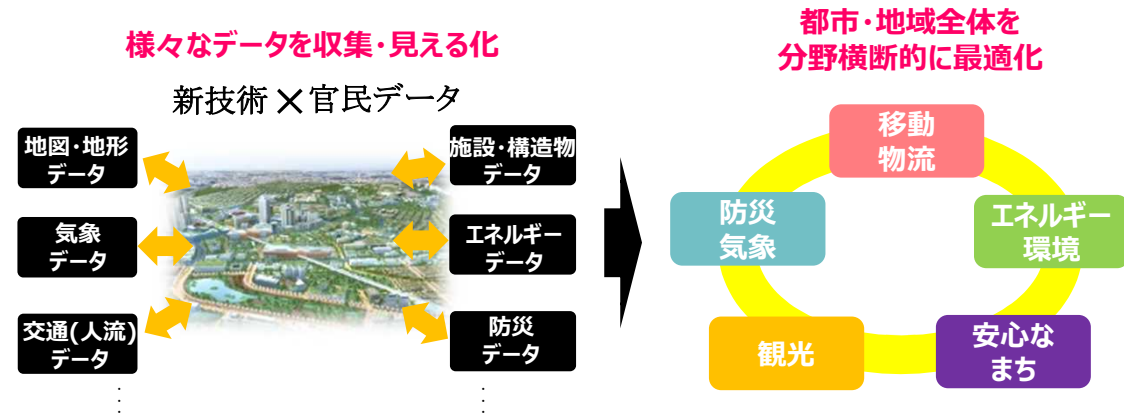 様々なデータを収集・見える化
新技術×官民データ
地図・地形
データ
気象
データ
交通(人流)
データ
施設・構造物
データ
エネルギー
データ
防災
データ
都市・地域全体を
分野横断的に最適化
移動
物流
防災
気象
エネルギー
環境
観光
安心な
まち